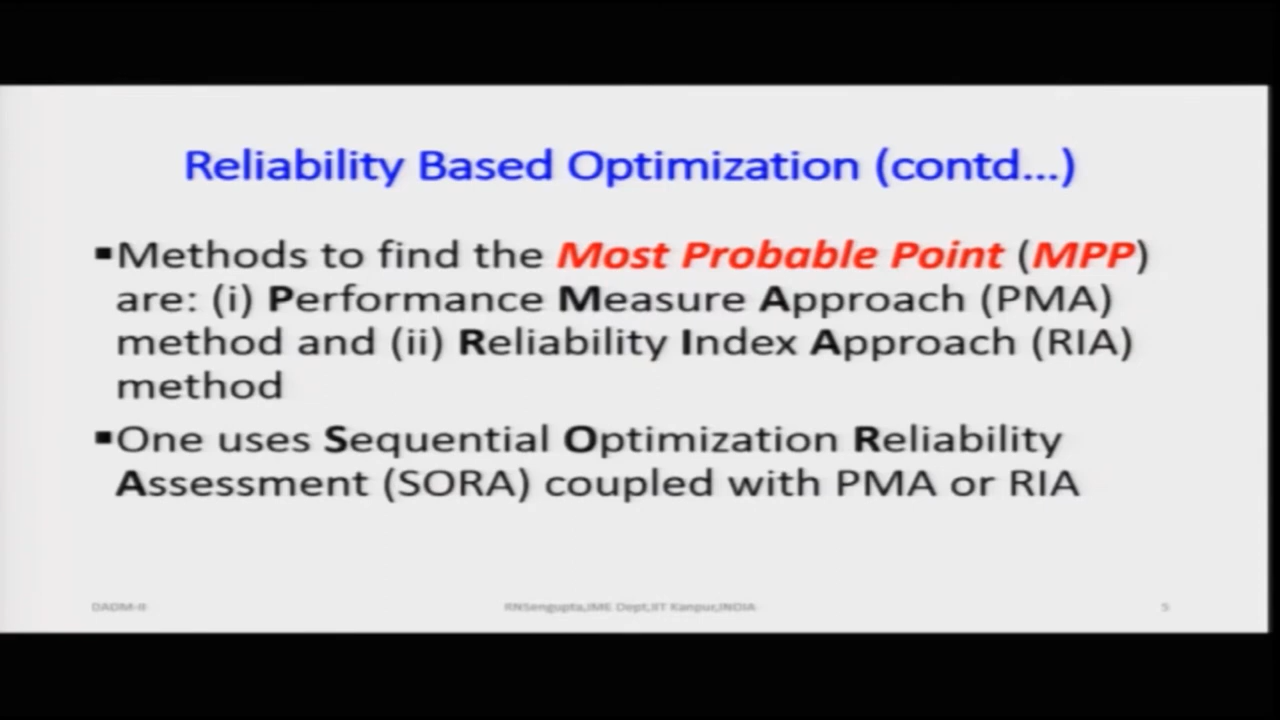 Reliability Based Optimization (contd...)
▪Methods to find the Most Probable Point (MPP)
are: (i) Performance Measure Approach (PMA)
method and (ii) Reliability Index Approach (RIA)
method
▪One uses Sequential Optimization Reliability
Assessment (SORA) coupled with PMA or RIA
DADM-II RNSengupta,IME Dept,IIT Kanpur,INDIA 5